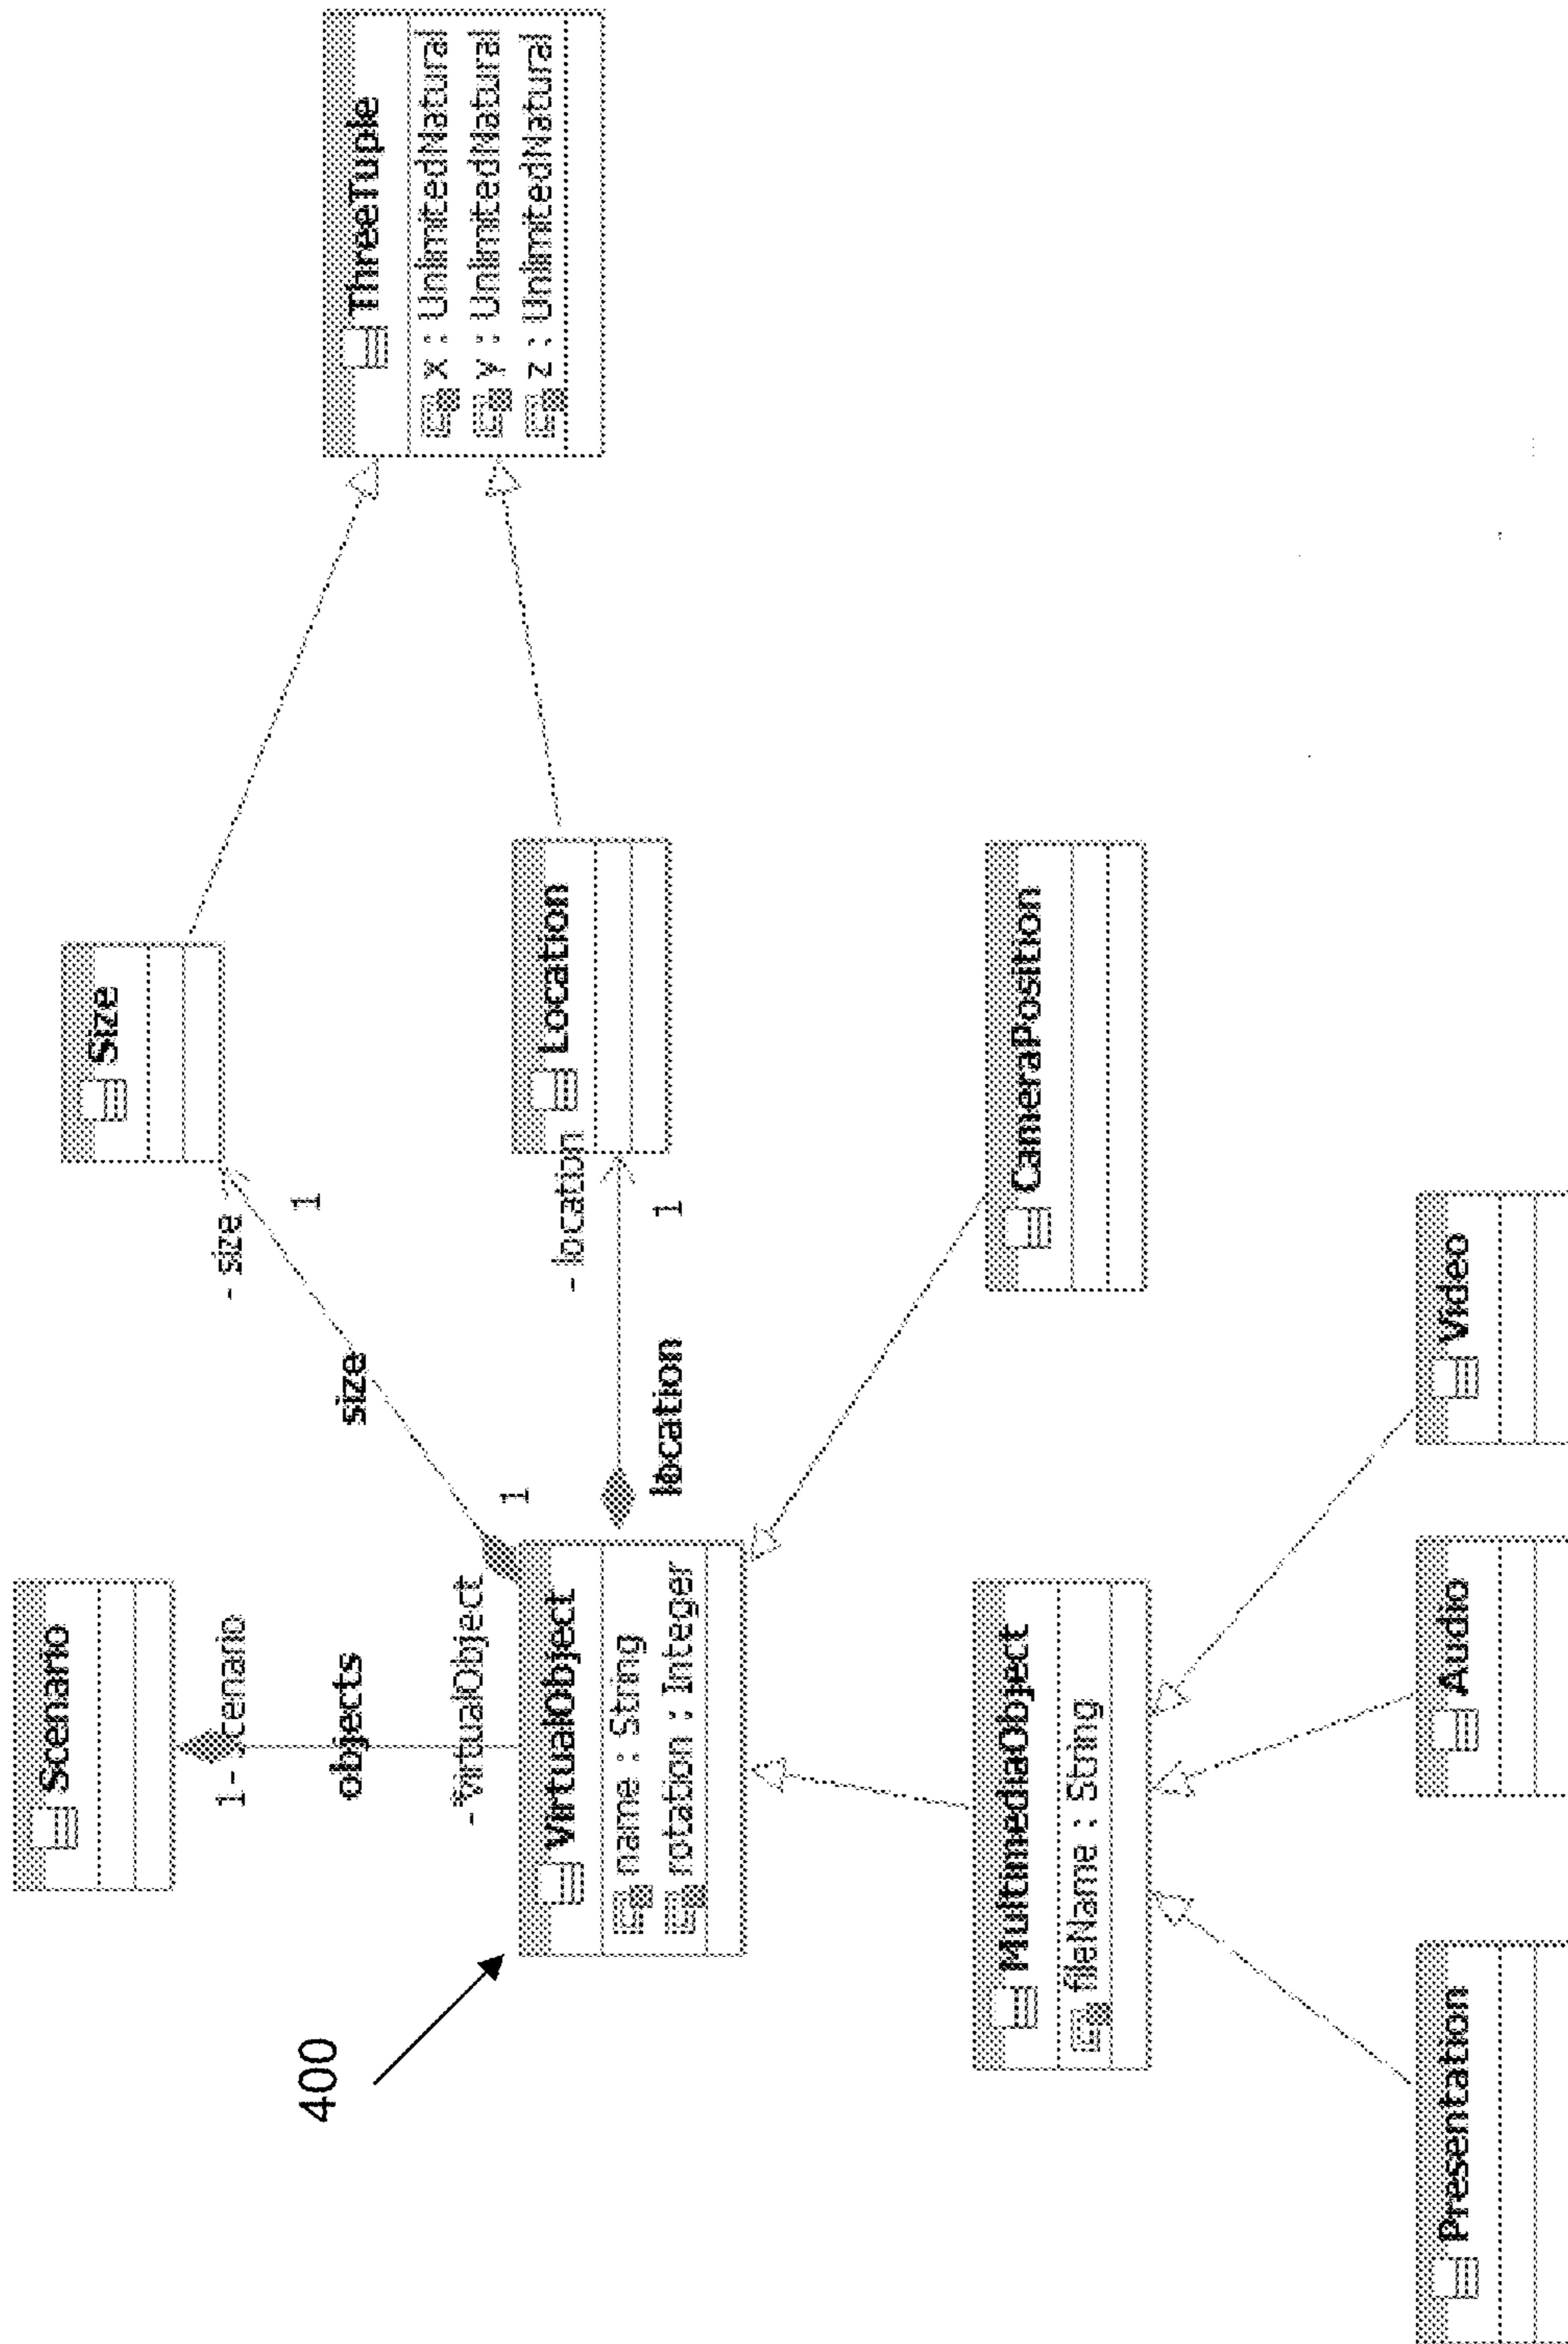 400
Scenario
1 - scenario
objects
- *virtualObject
VirtualObject
name : String
rotation : Integer
1
size
- size
1
Size
location
- location
1
Location
ThreeTuple
x : UnlimitedNatural
y : UnlimitedNatural
z : UnlimitedNatural
CameraPosition
MultimediaObject
fileName : String
Presentation
Audio
Video